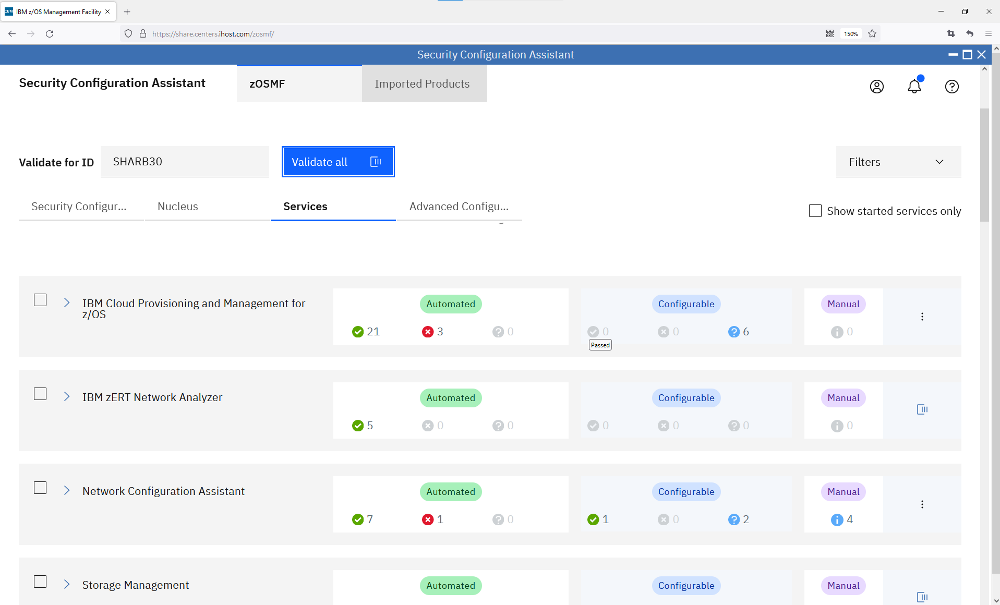 IBM z/OS Management Facility
https://share.centers.ihost.com/zosmf/
150%
Security Configuration Assistant
Security Configuration Assistant
zOSMF
Imported Products
Validate for ID
SHARB30
Validate all
Filters
Security Configur...
Nucleus
Services
Advanced Configu...
Show started services only
IBM Cloud Provisioning and Management for
z/OS
Automated
21 3 0
Configurable
0 0 6
Passed
Manual
0
IBM zERT Network Analyzer
Automated
5 0 0
Configurable
0 0 0
Manual
0
Network Configuration Assistant
Automated
7 1 0
Configurable
1 0 2
Manual
4
Storage Management
Automated
Configurable
Manual